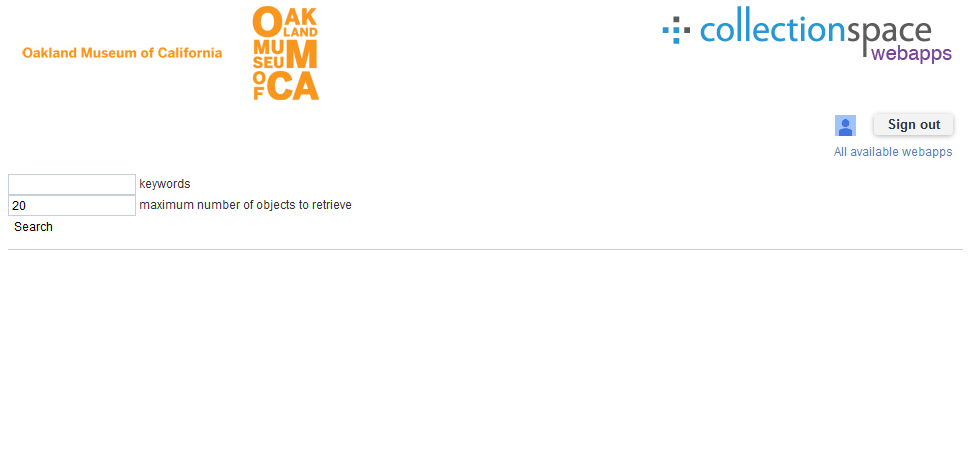 Oakland Museum of California
OAK
LAND
MU M
SEU
O
F CA
collectionspace
webapps
Sign out
All available webapps
keywords
20 maximum number of objects to retrieve
Search